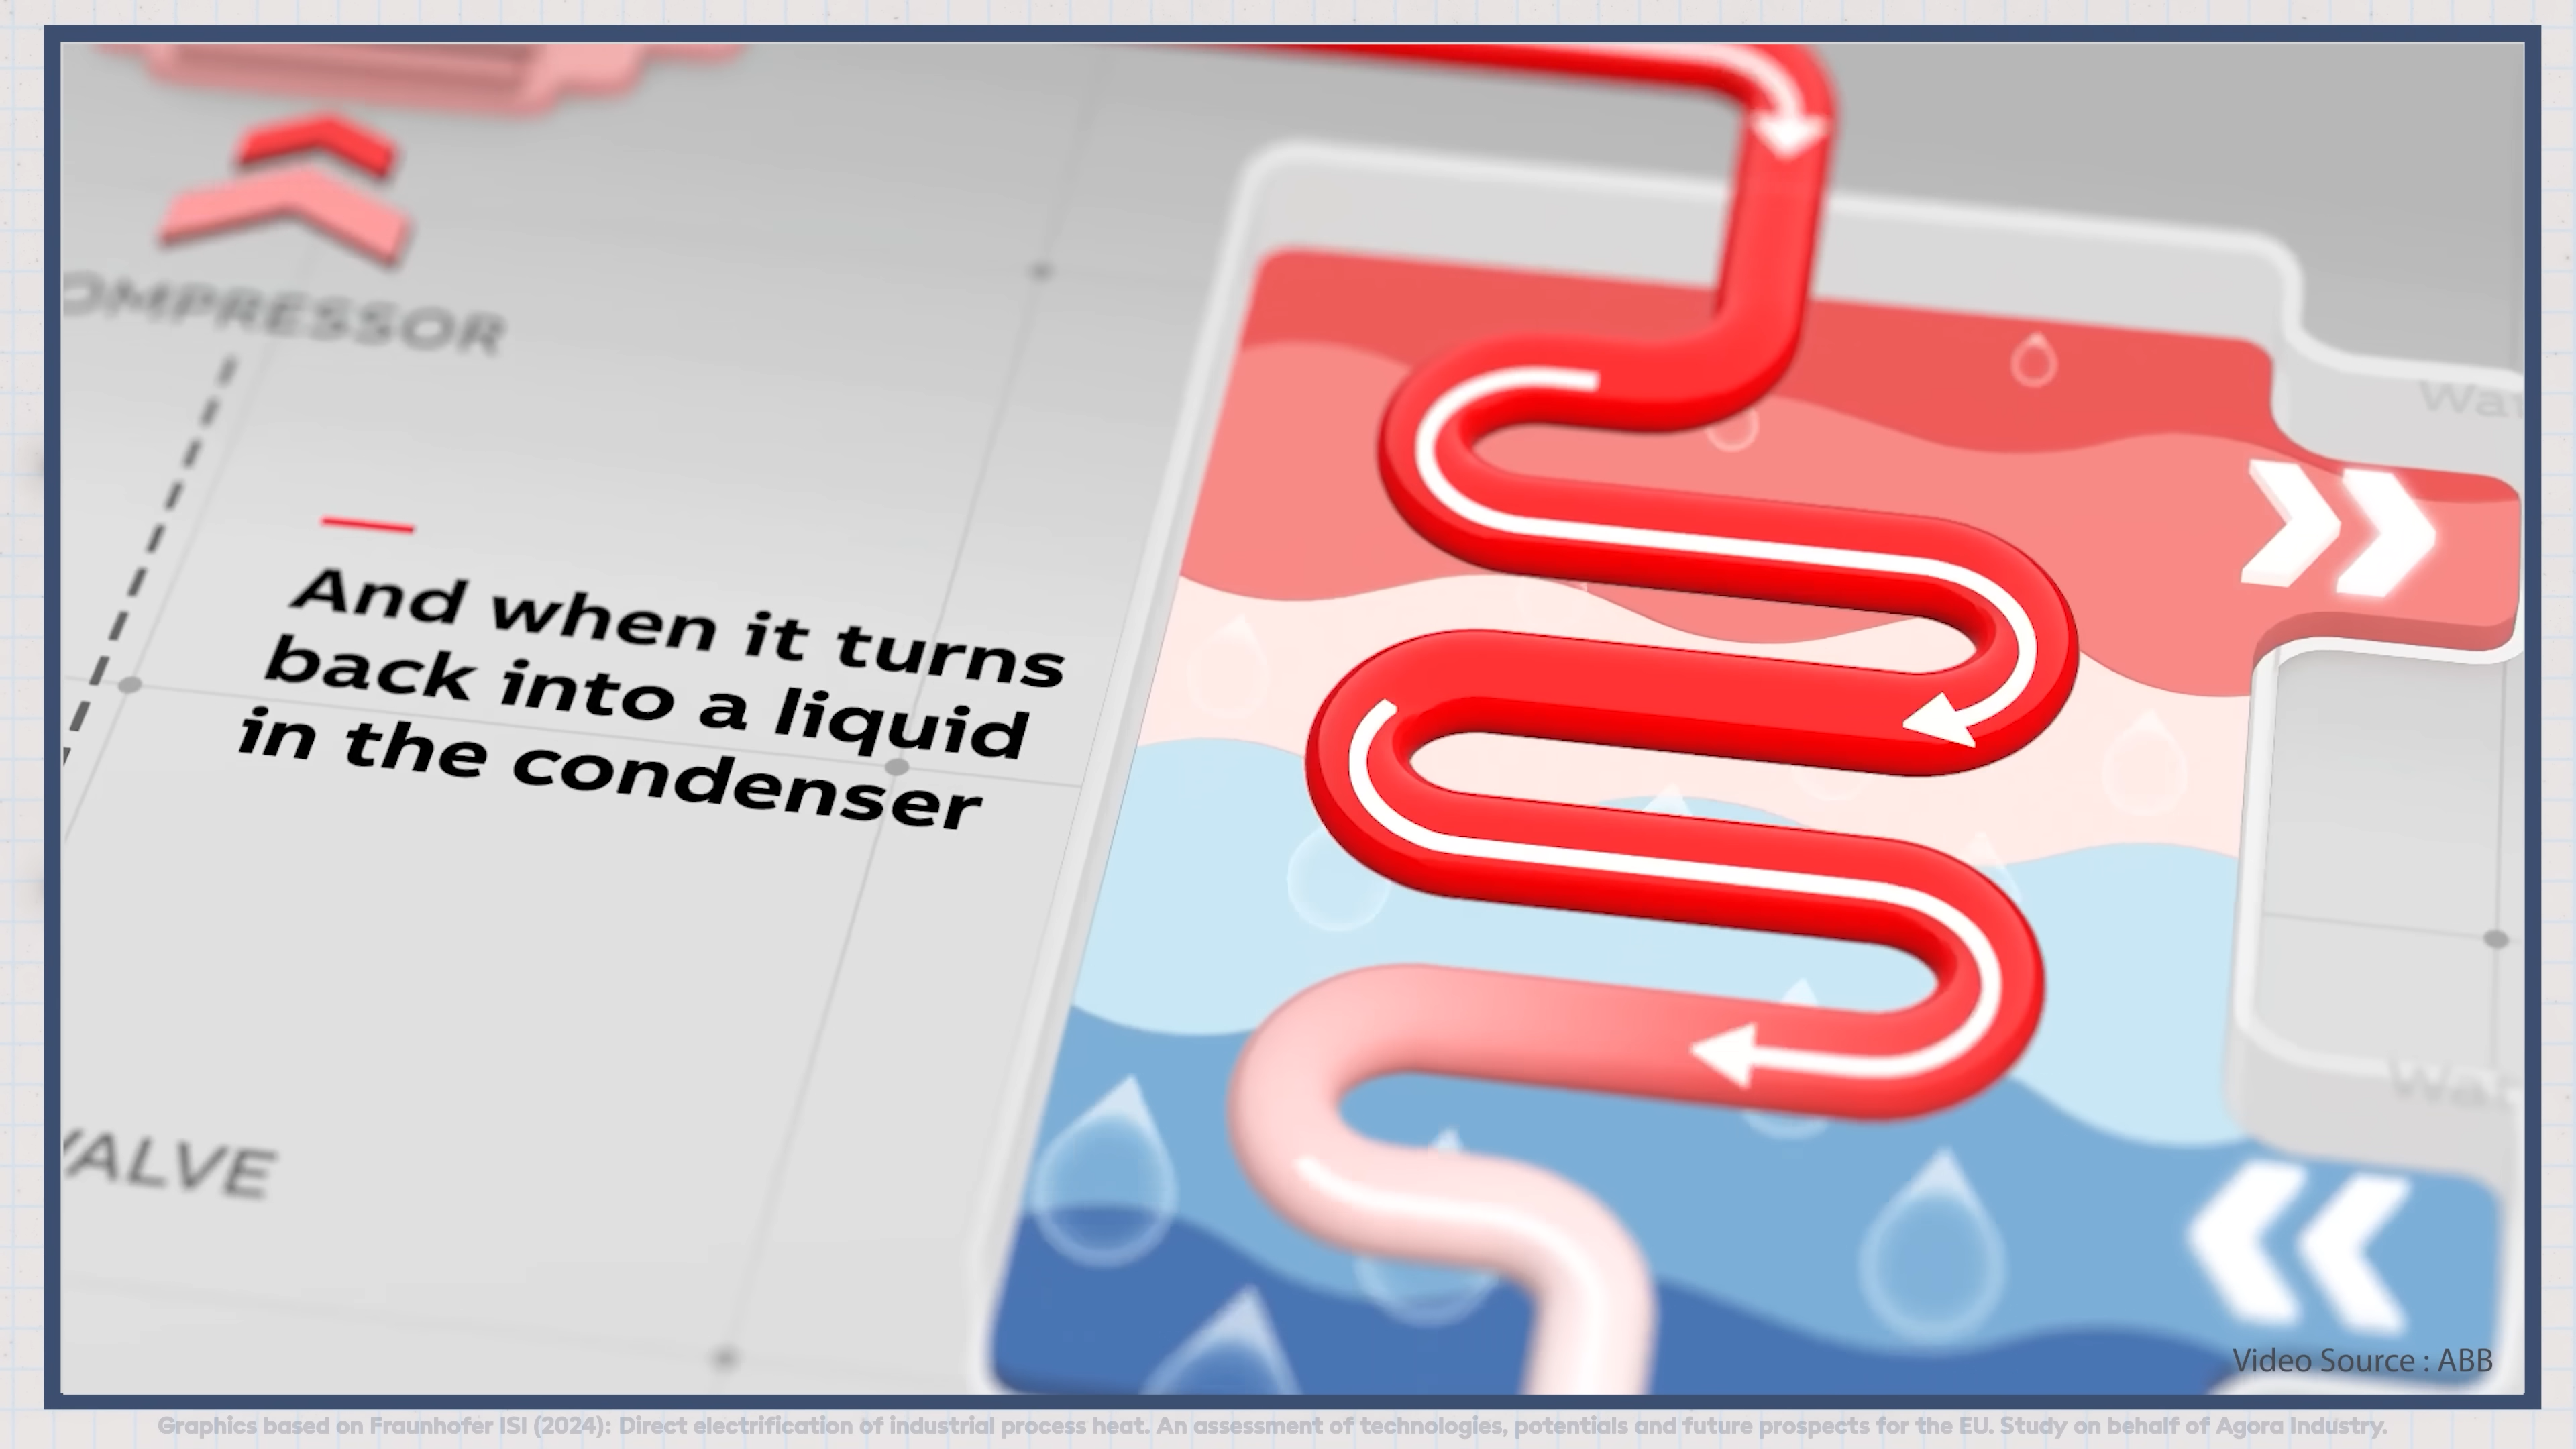 And when it turns
back into a liquid
in the condenser
OMPRESSOR
VALVE
Wat
Wat
Video Source : ABB
Graphics based on Fraunhofer ISI (2024): Direct electrification of industrial process heat. An assessment of technologies, potentials and future prospects for the EU. Study on behalf of Agora Industry.